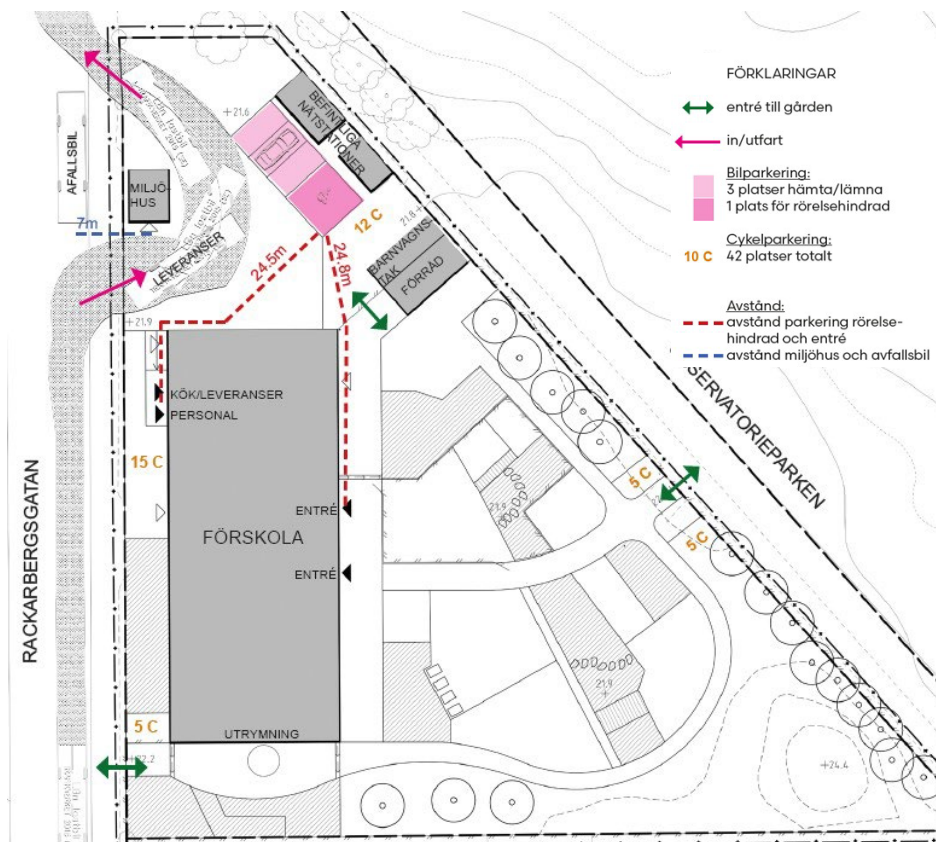 FÖRKLARINGAR
entré till gården
in/utfart
Bilparkering:
3 platser hämta/lämna
1 plats för rörelsehindrad
Cykelparkering:
10 C
42 platser totalt
Avstånd:
avstånd parkering rörelse-
hindrad och entré
avstånd miljöhus och avfallsbil
AFALLSBIL
MILJÖ-
HUS
7m
LEVERANSER
+21.6
BEFINTLIGA
NÄTSTATIONER
12 C
21.8
BARNVAGNS-
TAK
FÖRRÅD
24.5m
24.8m
+21.9
KÖK/LEVERANSER
PERSONAL
15 C
ENTRÉ
FÖRSKOLA
ENTRÉ
21.9
5 C
5 C
SERVATORIEPARKEN
RACKARBERGSGATAN
21.9
5 C
UTRYMNING
+22.2
+24.4